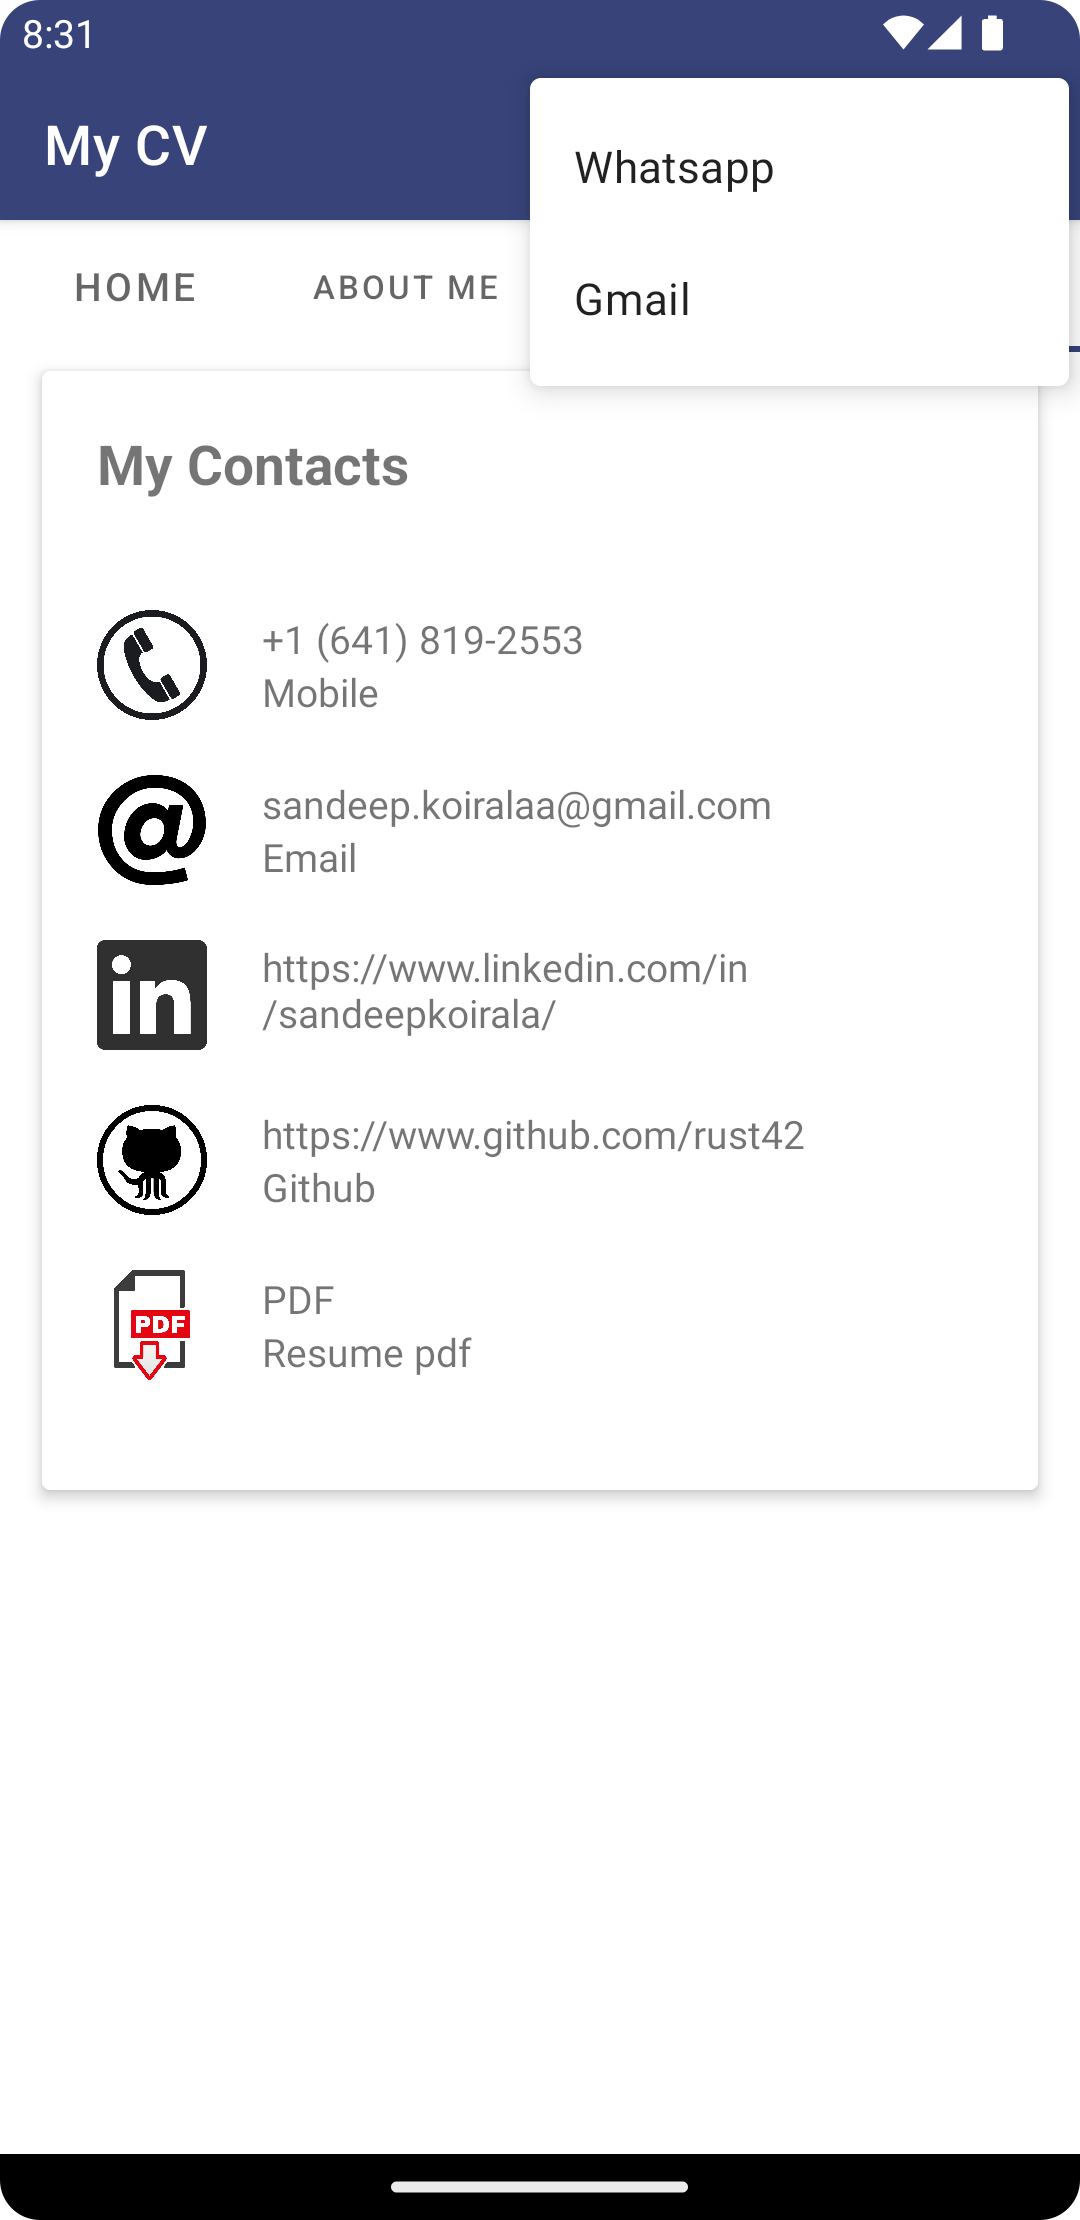 8:31
My CV
Whatsapp
Gmail
HOME
ABOUT ME
My Contacts
+1 (641) 819-2553
Mobile
sandeep.koiralaa@gmail.com
Email
in
https://www.linkedin.com/in
/sandeepkoirala/
https://www.github.com/rust42
Github
PDF
PDF
Resume pdf